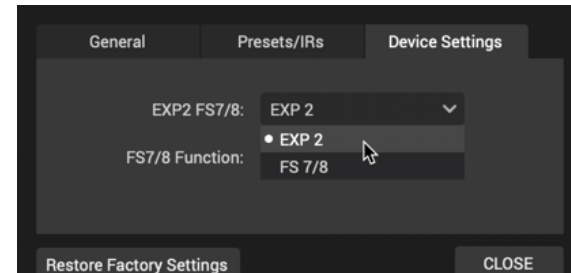 General Presets/IRs Device Settings
EXP2 FS7/8: EXP 2
EXP 2
FS7/8 Function:
FS 7/8
Restore Factory Settings CLOSE